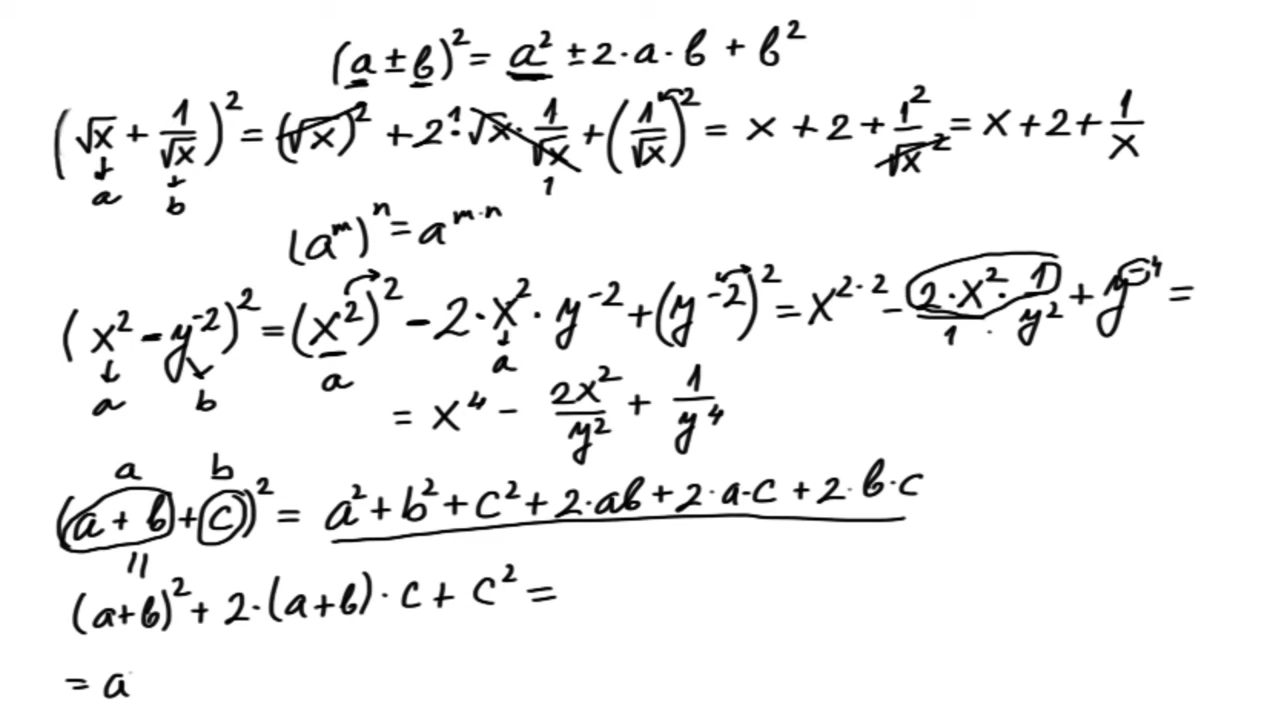 (a ± b)² = a² ± 2·a·b + b²
(√x + 1/√x)² = (√x)² + 2·√x·1/√x + (1/√x)² = x + 2 + 1²/√x² = x + 2 + 1/x
1
a b 1
(aᵐ)ⁿ = aᵐ·ⁿ
(x² - y⁻²)² = (x²)² - 2·x²·y⁻² + (y⁻²)² = x²·² - 2·x²·1/1·y² + y⁻⁴ =
a b a a
= x⁴ - 2x²/y² + 1/y⁴
a b
(a + b + c)² = a² + b² + c² + 2·ab + 2·a·c + 2·b·c
=
(a+b)² + 2·(a+b)·c + c² =
= a